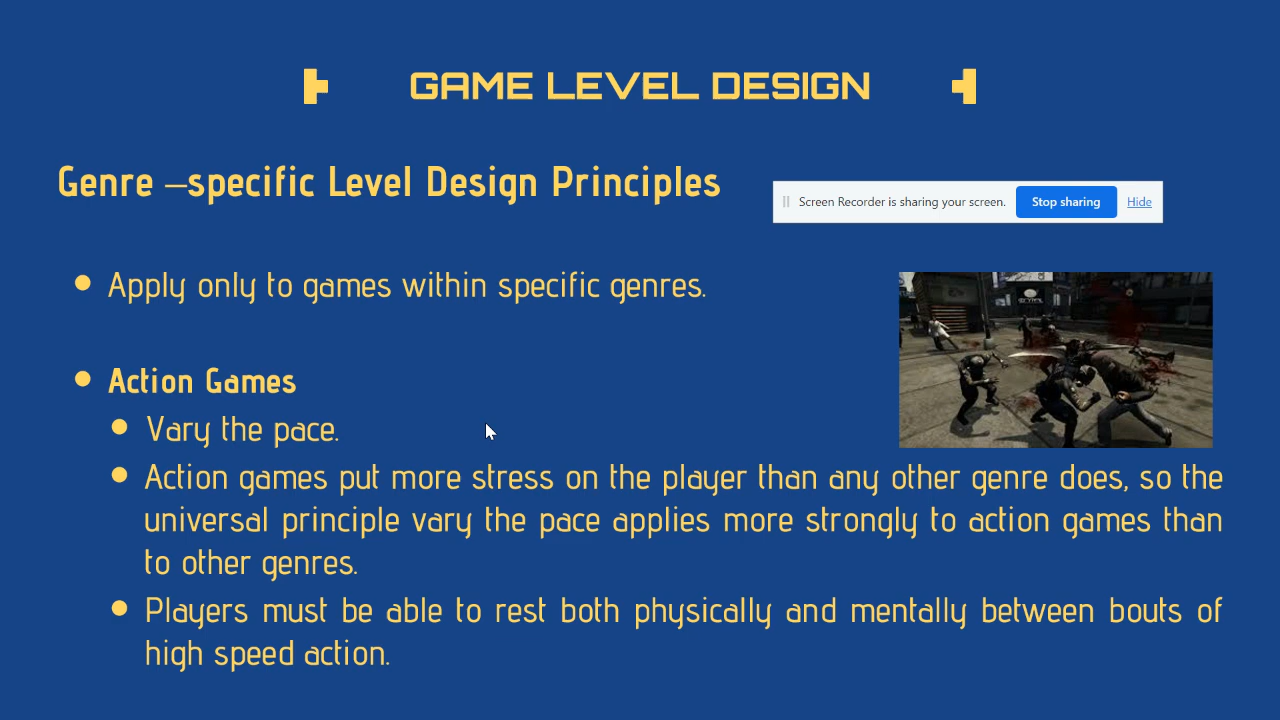 GAME LEVEL DESIGN
Genre –specific Level Design Principles
Screen Recorder is sharing your screen. Stop sharing Hide
Apply only to games within specific genres.
Action Games
Vary the pace.
Action games put more stress on the player than any other genre does, so the
universal principle vary the pace applies more strongly to action games than
to other genres.
Players must be able to rest both physically and mentally between bouts of
high speed action.